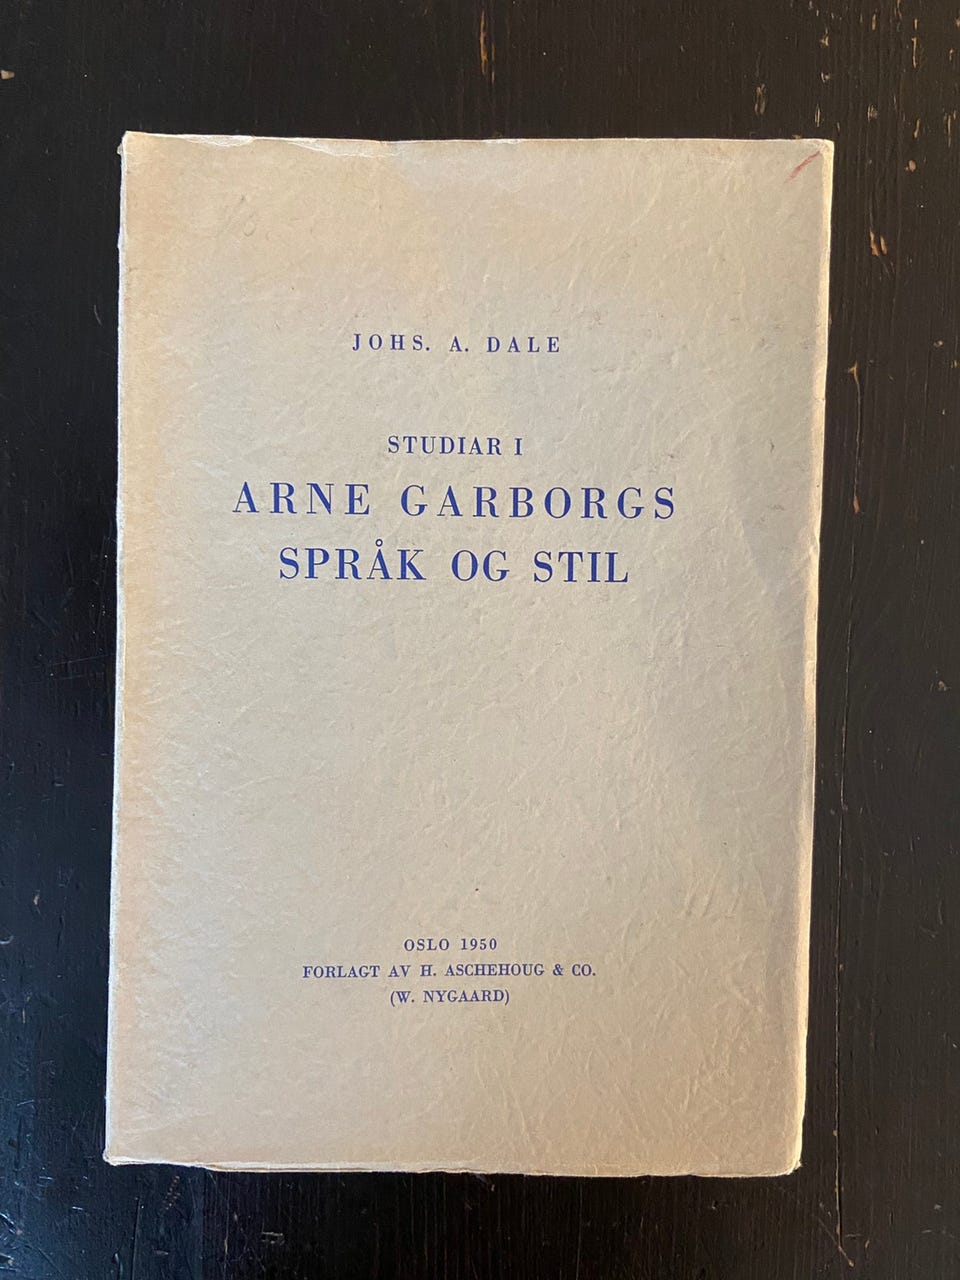 JOHS. A. DALE
STUDIAR I
ARNE GARBORGS
SPRÅK OG STIL
OSLO 1950
FORLAGT AV H. ASCHEHOUG & CO.
(W. NYGAARD)